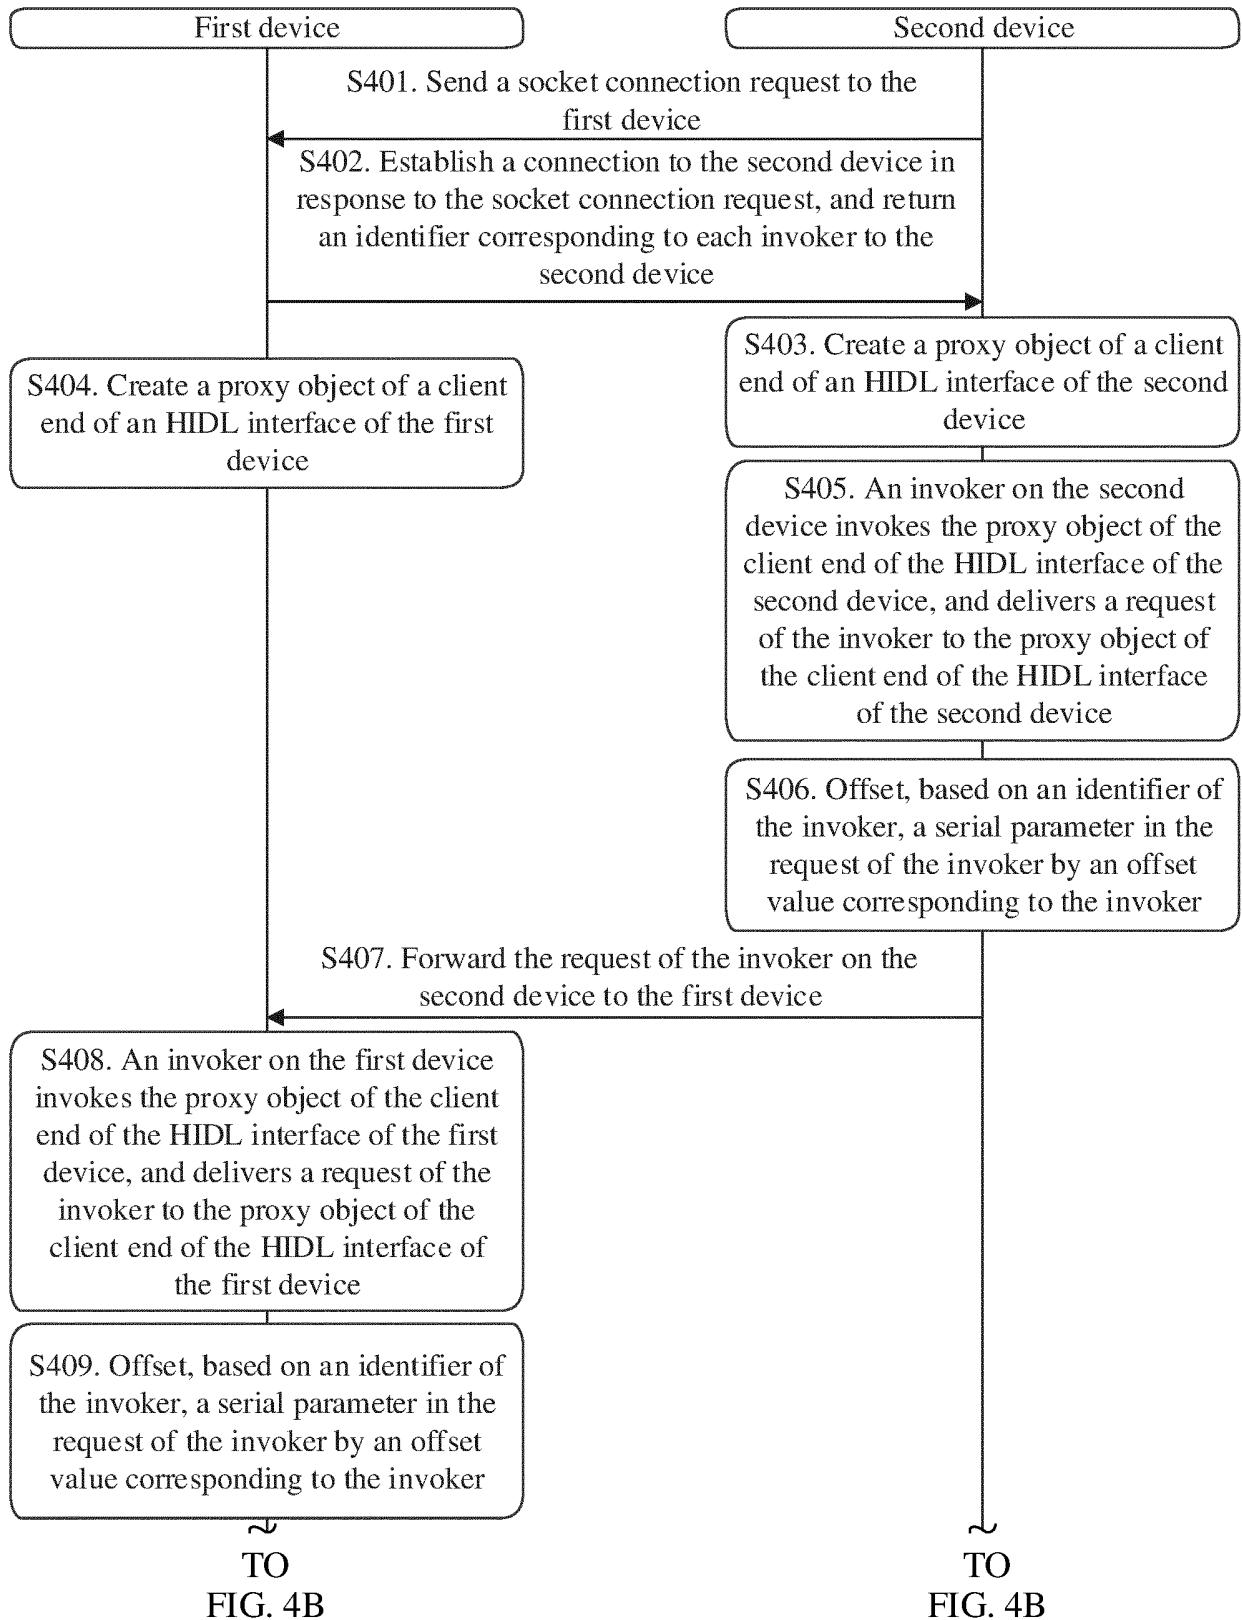 First device
Second device
S401. Send a socket connection request to the
first device
S402. Establish a connection to the second device in
response to the socket connection request, and return
an identifier corresponding to each invoker to the
second device
S403. Create a proxy object of a client
end of an HIDL interface of the second
device
S404. Create a proxy object of a client
end of an HIDL interface of the first
device
S405. An invoker on the second
device invokes the proxy object of the
client end of the HIDL interface of the
second device, and delivers a request
of the invoker to the proxy object of
the client end of the HIDL interface
of the second device
S406. Offset, based on an identifier of
the invoker, a serial parameter in the
request of the invoker by an offset
value corresponding to the invoker
S407. Forward the request of the invoker on the
second device to the first device
S408. An invoker on the first device
invokes the proxy object of the client
end of the HIDL interface of the first
device, and delivers a request of the
invoker to the proxy object of the
client end of the HIDL interface of
the first device
S409. Offset, based on an identifier of
the invoker, a serial parameter in the
request of the invoker by an offset
value corresponding to the invoker
TO
FIG. 4B
TO
FIG. 4B